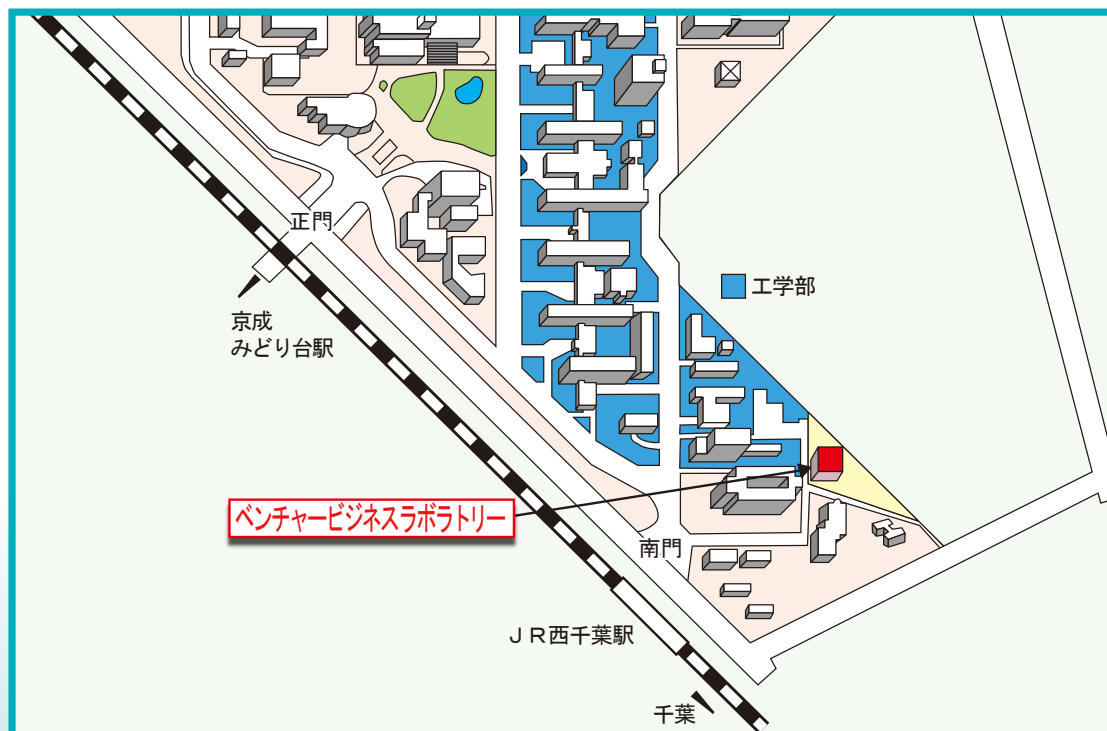 正門
京成
みどり台駅
工学部
ベンチャービジネスラボラトリー
南門
ＪＲ西千葉駅
千葉